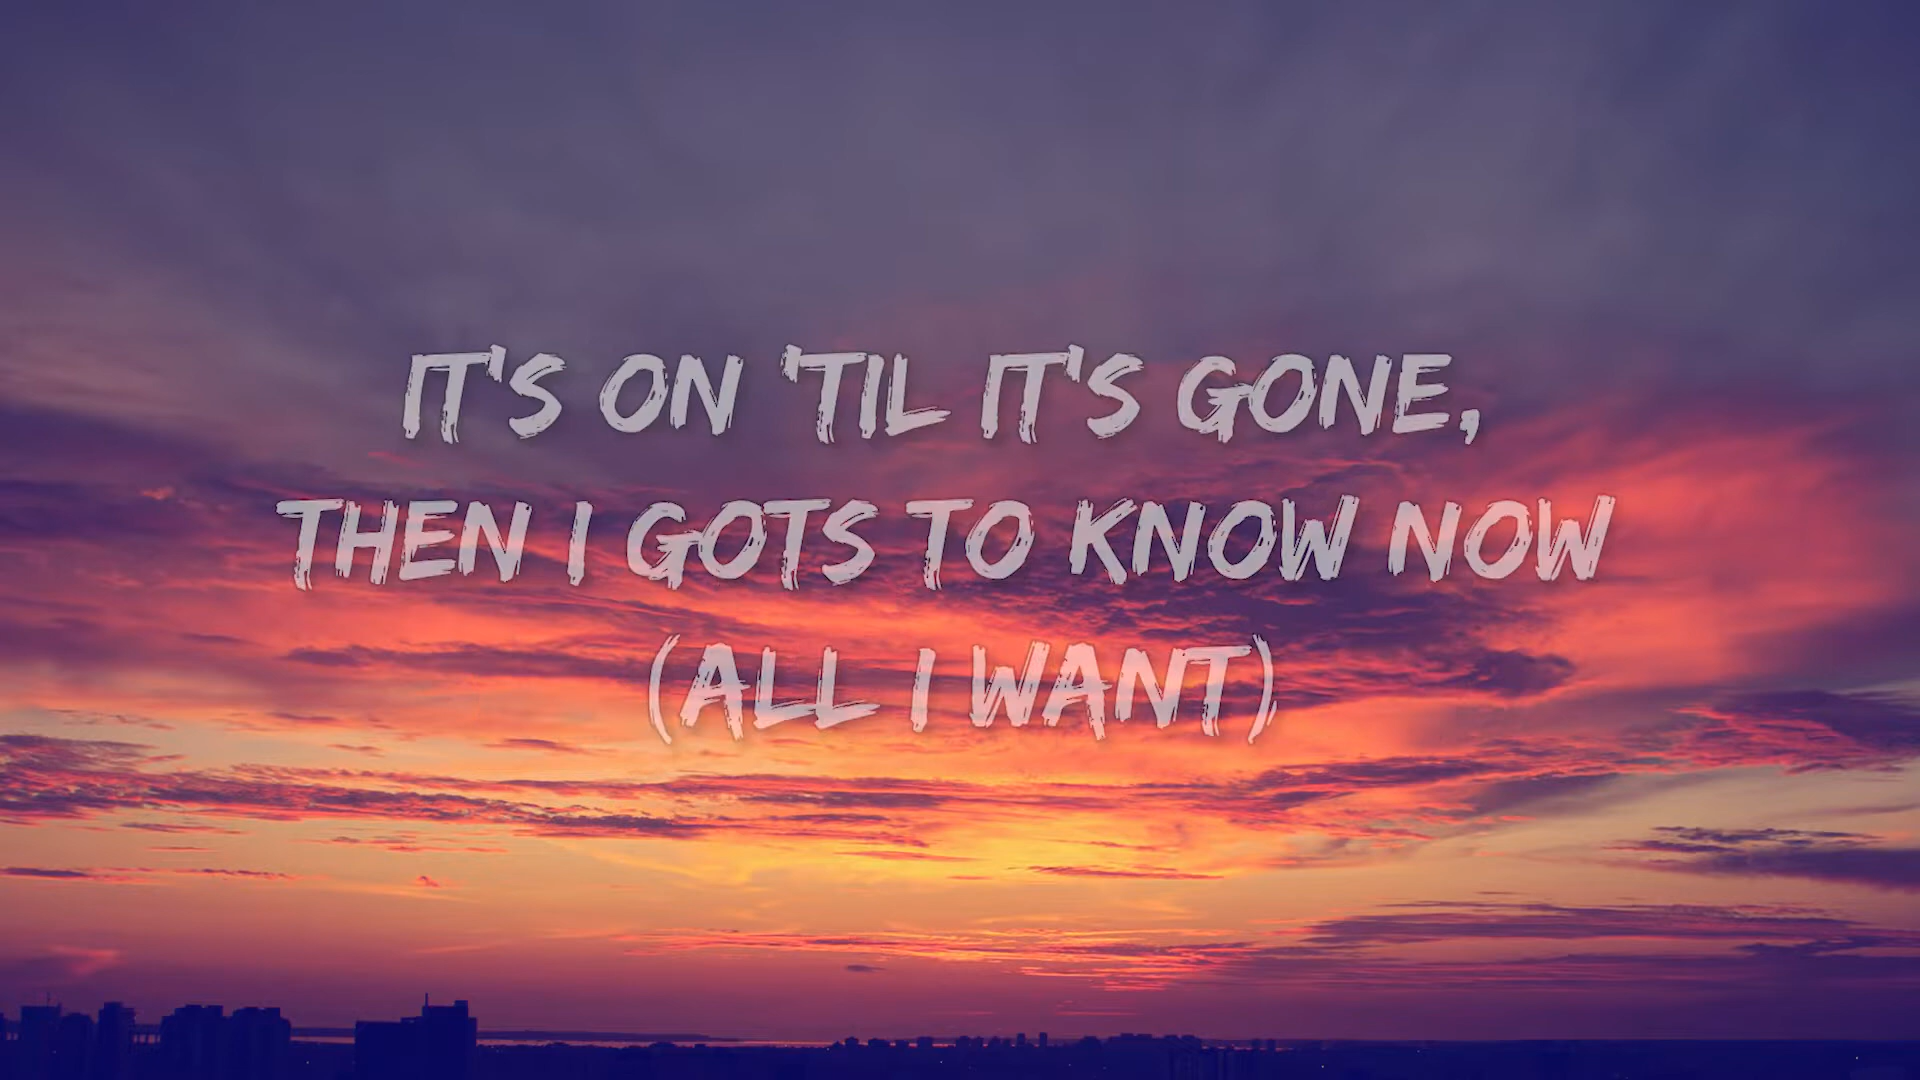 IT'S ON 'TIL IT'S GONE,
THEN I GOTS TO KNOW NOW
(ALL I WANT)